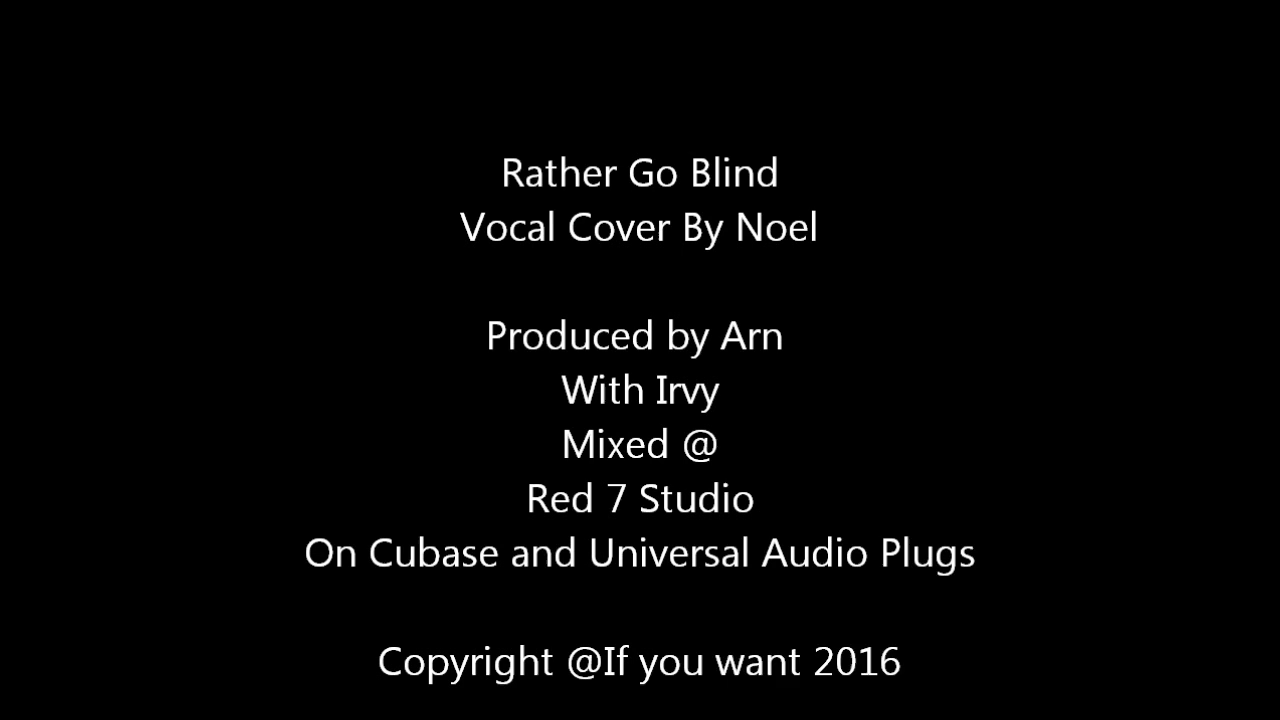 Rather Go Blind
Vocal Cover By Noel
Produced by Arn
With Irvy
Mixed @
Red 7 Studio
On Cubase and Universal Audio Plugs
Copyright @If you want 2016